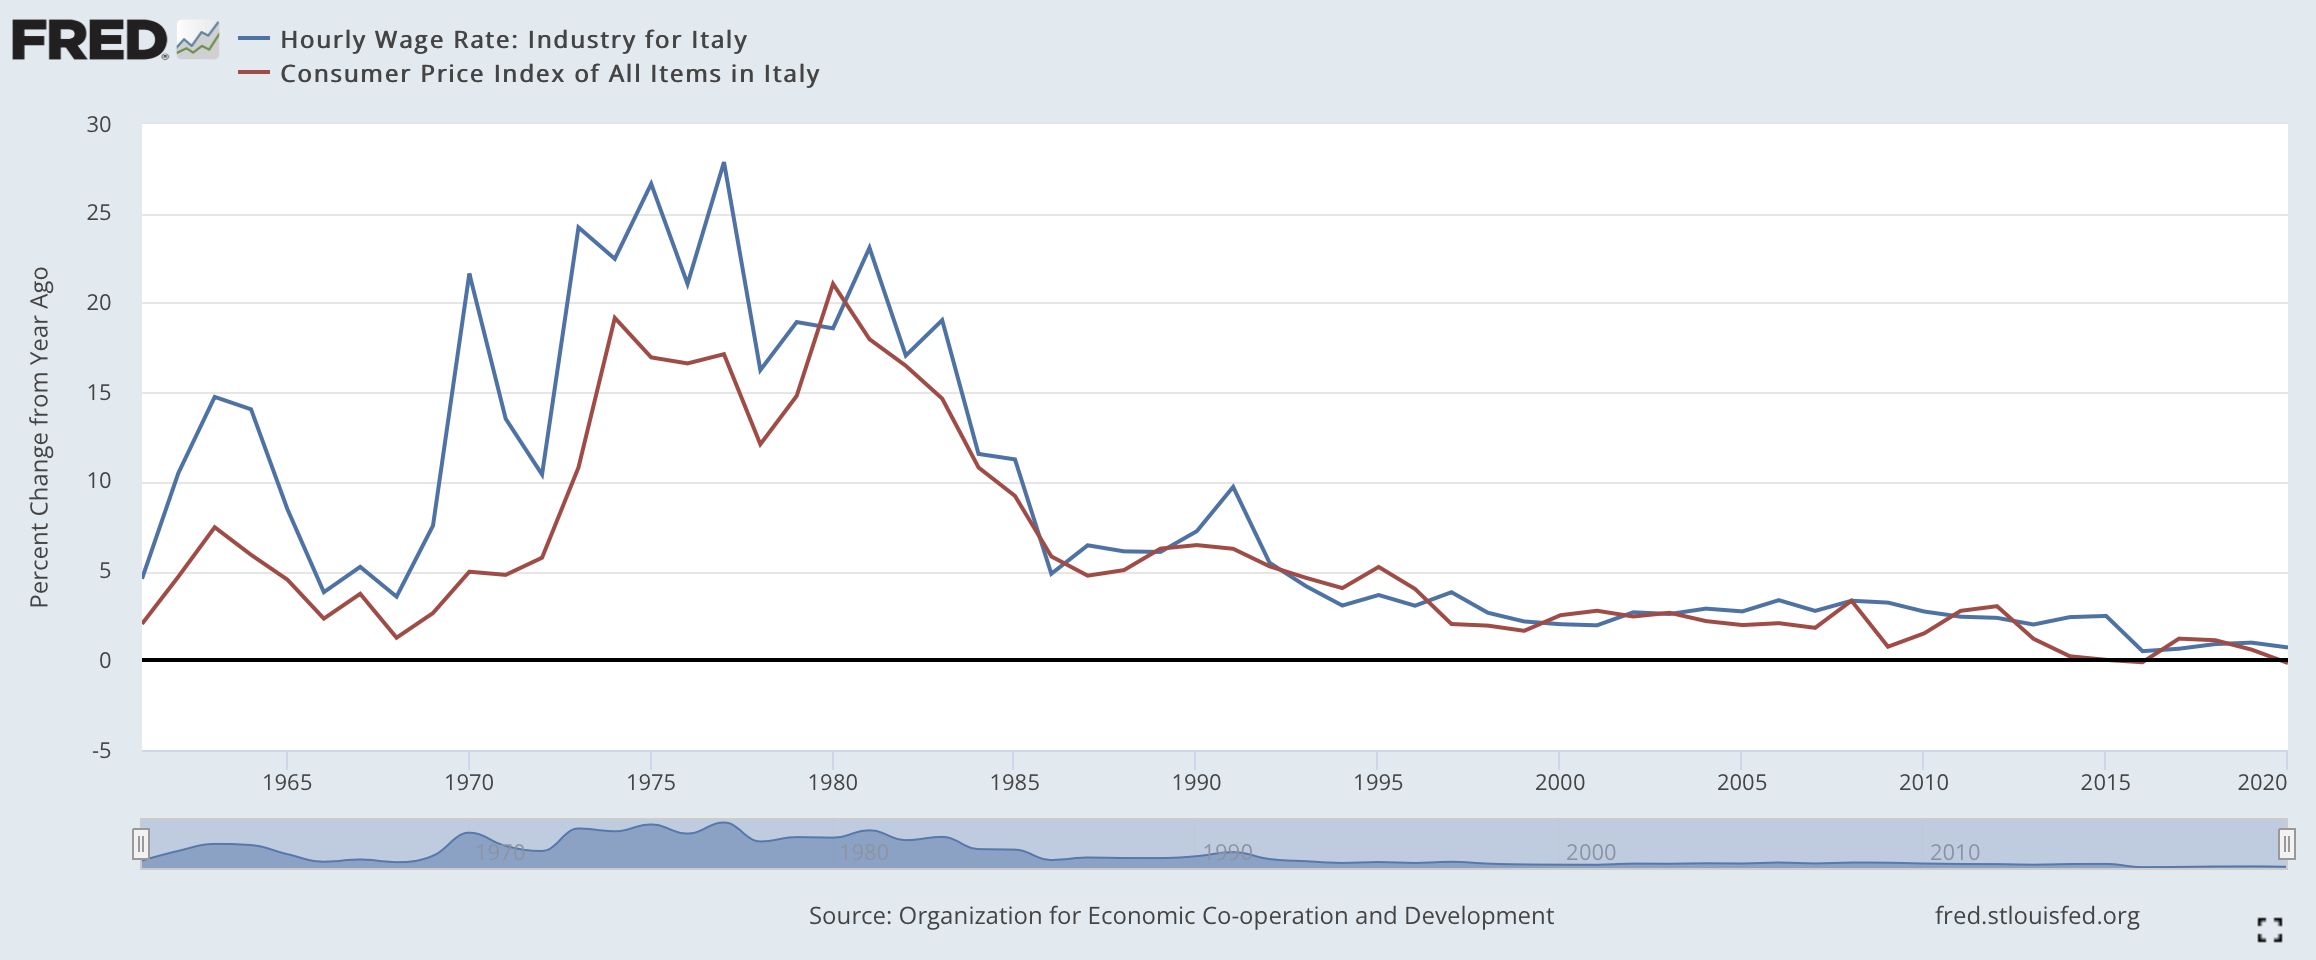 FRED
Hourly Wage Rate: Industry for Italy
Consumer Price Index of All Items in Italy
Percent Change from Year Ago
30
25
20
15
10
5
0
-5
1965 1970 1975 1980 1985 1990 1995 2000 2005 2010 2015 2020
1970 1980 1990 2000 2010
Source: Organization for Economic Co-operation and Development
fred.stlouisfed.org